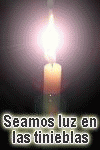 Seamos luz en
las tinieblas